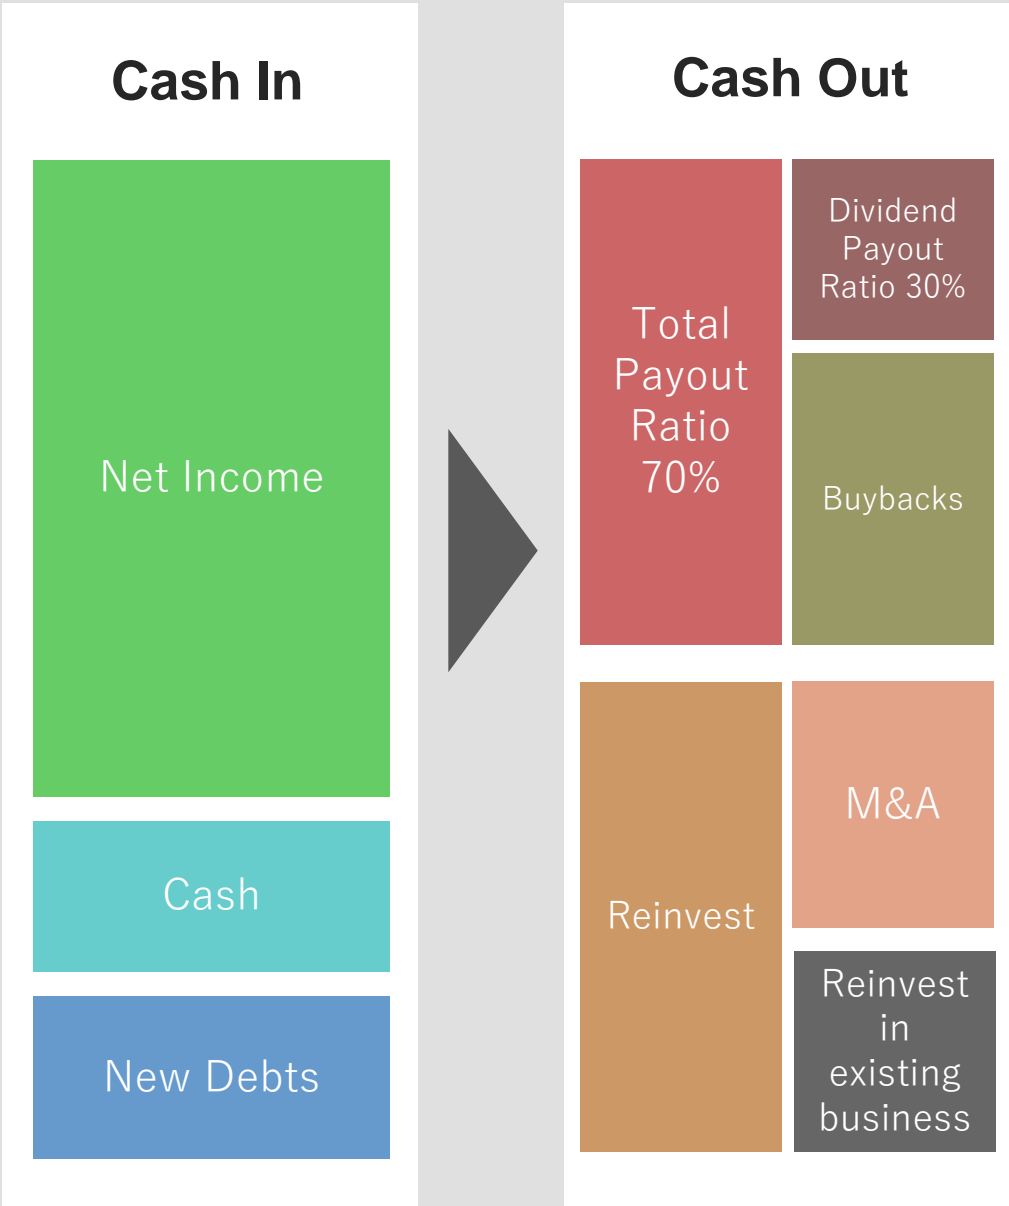 Cash In
Net Income
Cash
New Debts
Cash Out
Total
Payout
Ratio
70%
Dividend
Payout
Ratio 30%
Buybacks
Reinvest
M&A
Reinvest
in
existing
business